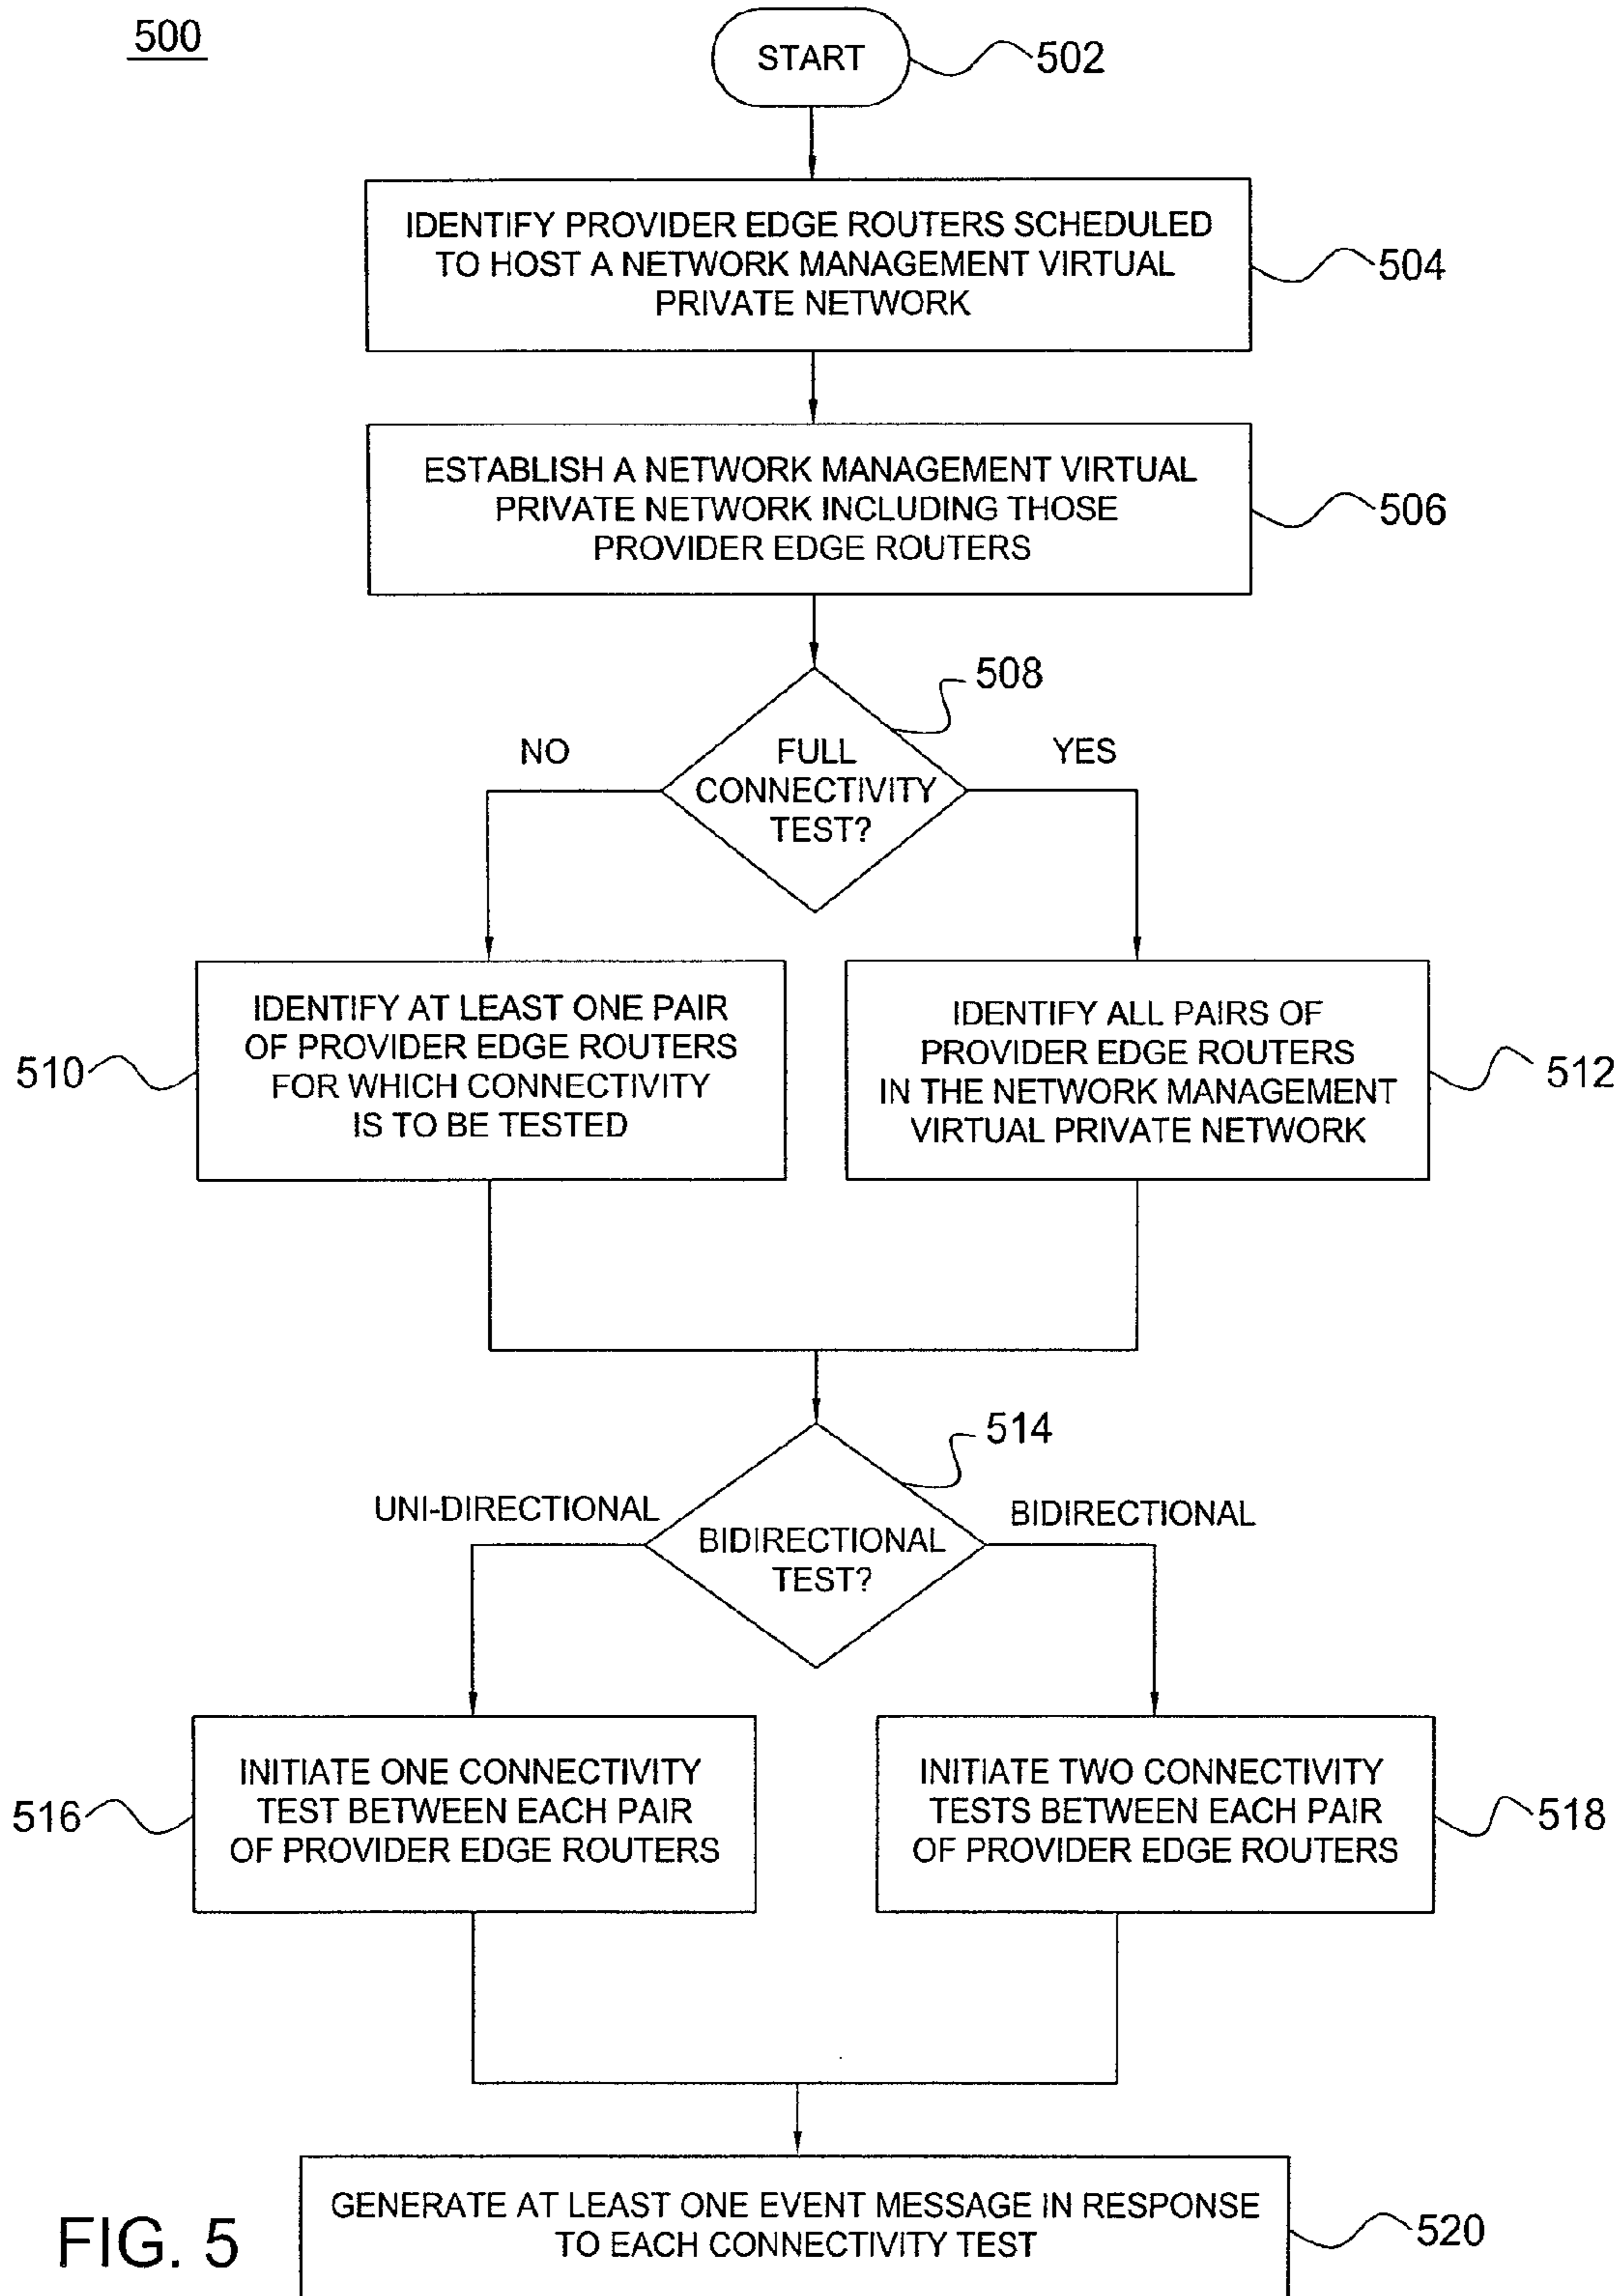 500
START
502
IDENTIFY PROVIDER EDGE ROUTERS SCHEDULED
TO HOST A NETWORK MANAGEMENT VIRTUAL
PRIVATE NETWORK
504
ESTABLISH A NETWORK MANAGEMENT VIRTUAL
PRIVATE NETWORK INCLUDING THOSE
PROVIDER EDGE ROUTERS
506
508
NO
FULL
CONNECTIVITY
TEST?
YES
510
IDENTIFY AT LEAST ONE PAIR
OF PROVIDER EDGE ROUTERS
FOR WHICH CONNECTIVITY
IS TO BE TESTED
IDENTIFY ALL PAIRS OF
PROVIDER EDGE ROUTERS
IN THE NETWORK MANAGEMENT
VIRTUAL PRIVATE NETWORK
512
514
UNI-DIRECTIONAL
BIDIRECTIONAL
TEST?
BIDIRECTIONAL
516
INITIATE ONE CONNECTIVITY
TEST BETWEEN EACH PAIR
OF PROVIDER EDGE ROUTERS
INITIATE TWO CONNECTIVITY
TESTS BETWEEN EACH PAIR
OF PROVIDER EDGE ROUTERS
518
GENERATE AT LEAST ONE EVENT MESSAGE IN RESPONSE
TO EACH CONNECTIVITY TEST
520
FIG. 5